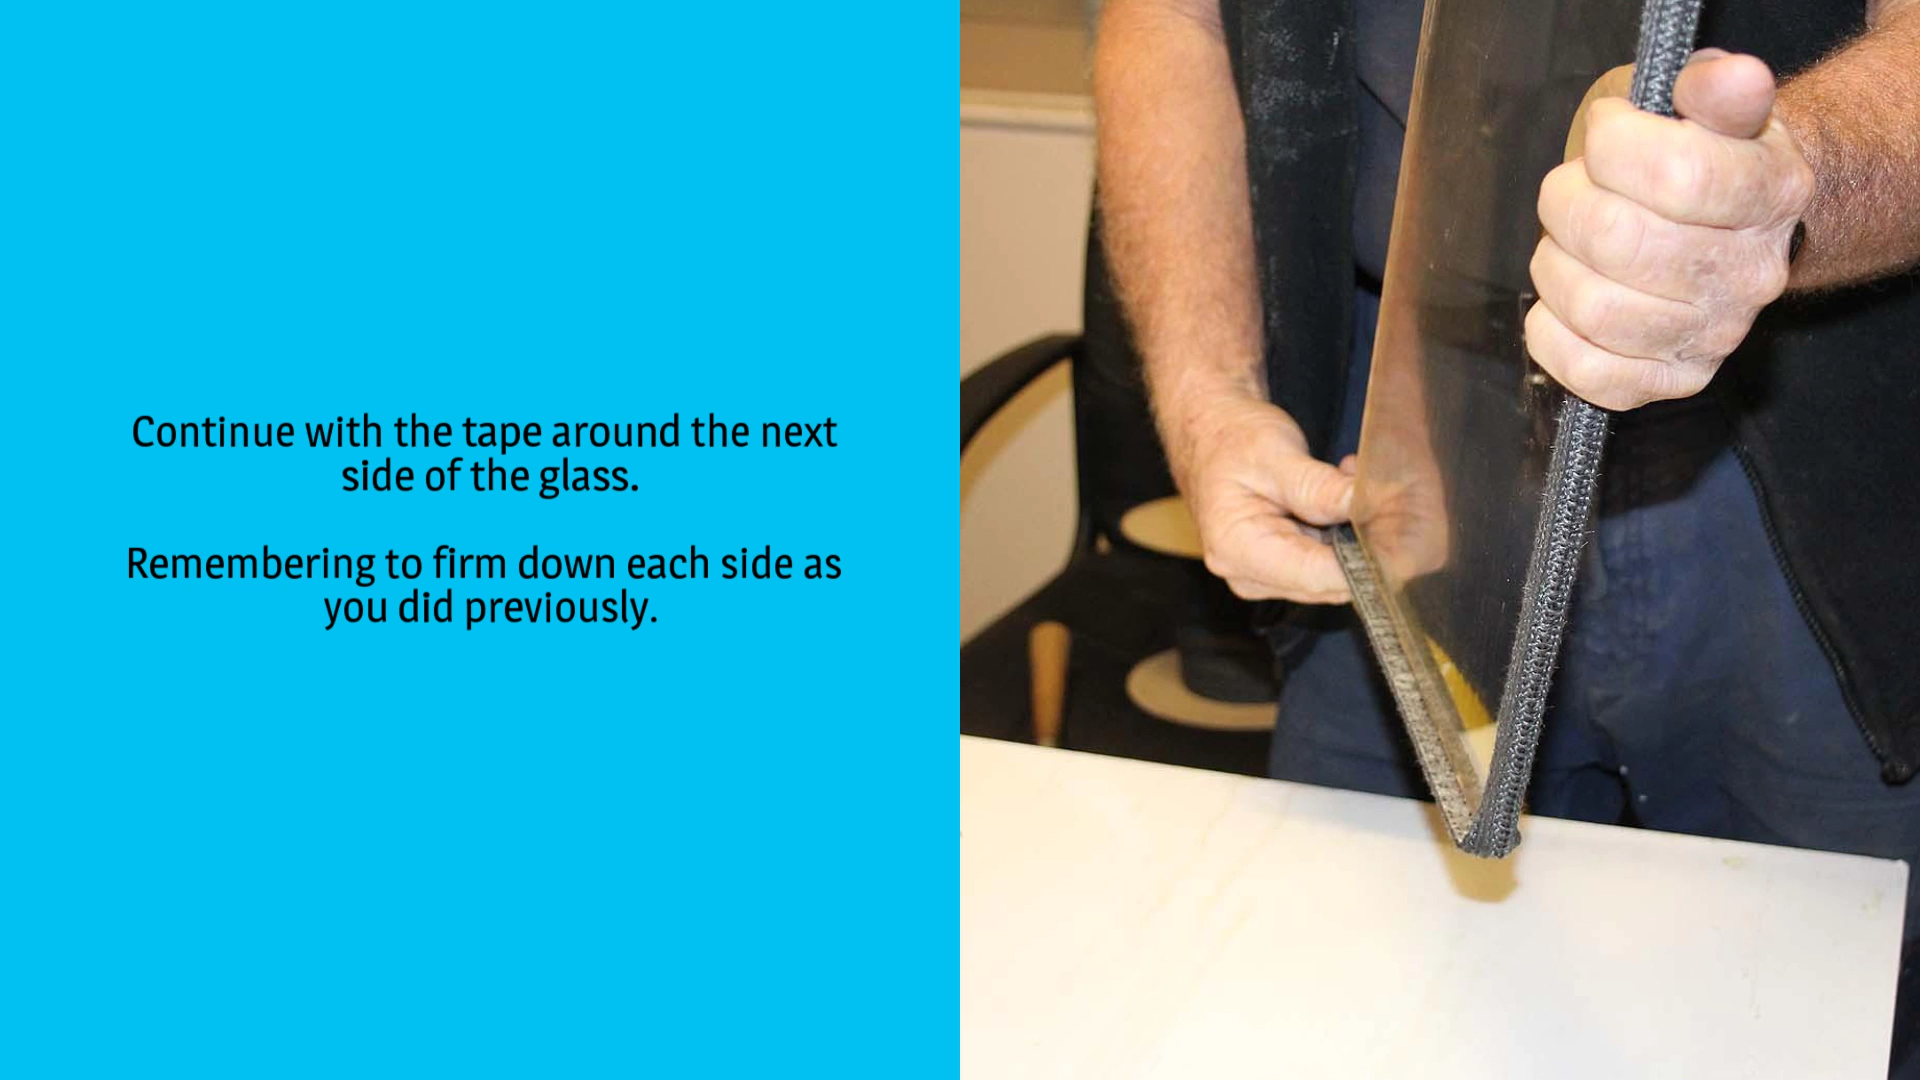 Continue with the tape around the next
side of the glass.
Remembering to firm down each side as
you did previously.